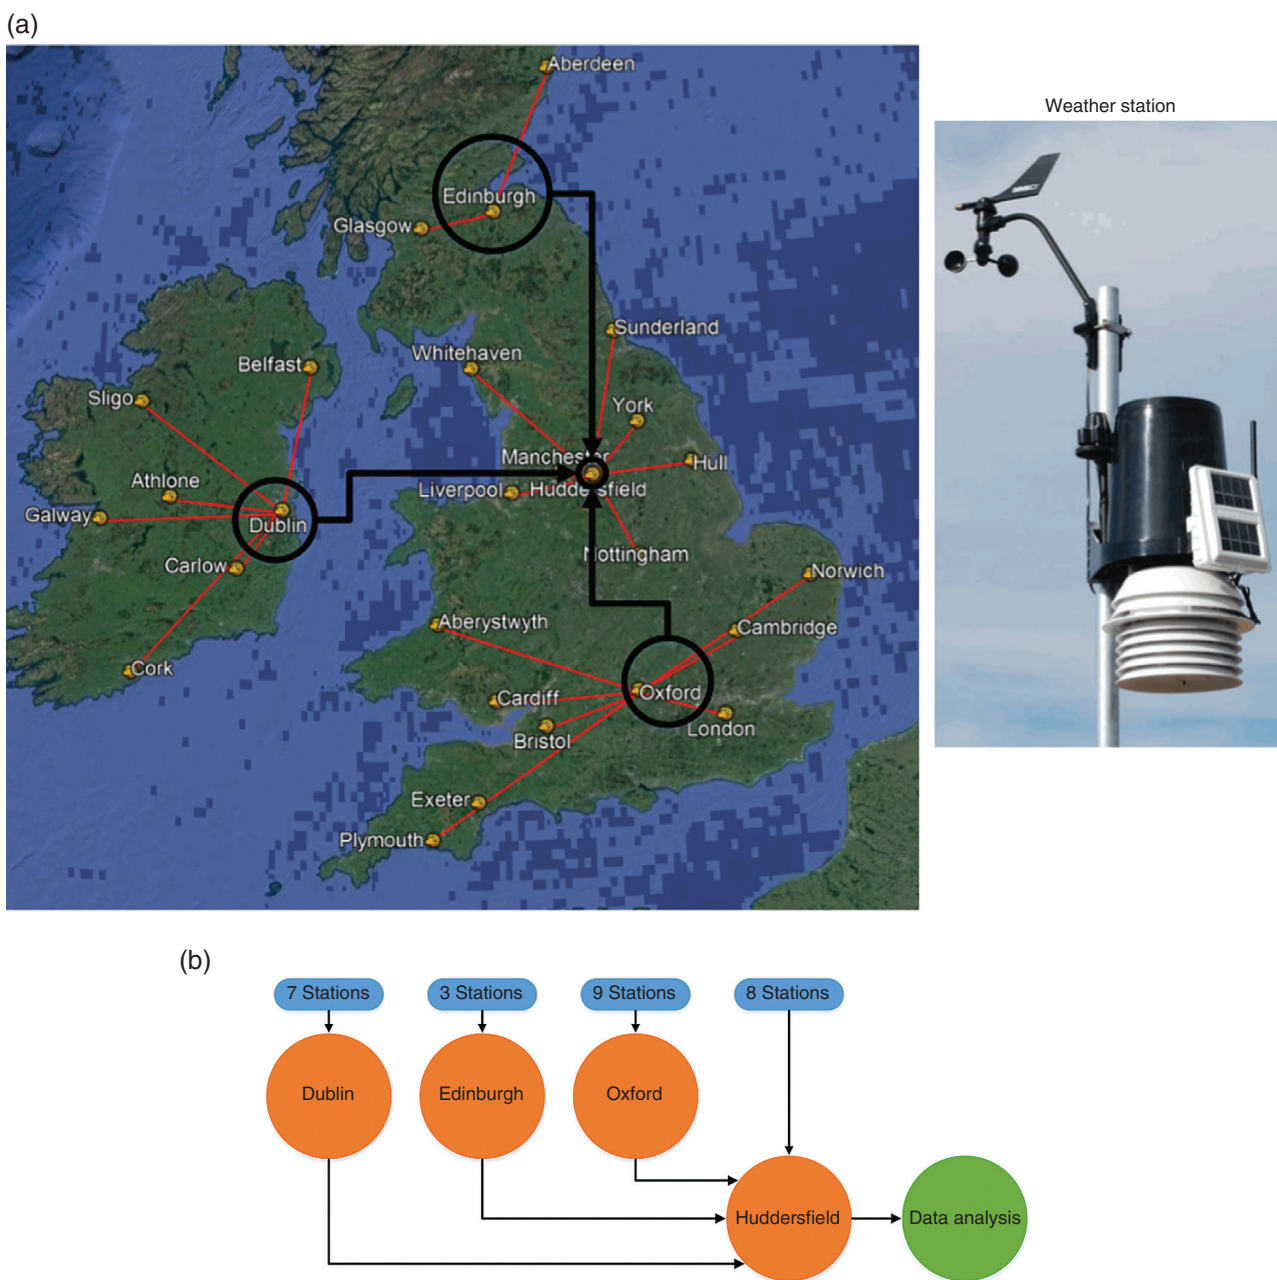 (a)
Aberdeen
Edinburgh
Glasgow
Sunderland
Whitehaven
Belfast
Sligo
York
Manchester
Hull
Athlone
Liverpool
Huddersfield
Galway
Dublin
Nottingham
Carlow
Norwich
Aberystwyth
Cambridge
Cork
Cardiff
Oxford
London
Bristol
Exeter
Plymouth
Weather station
(b)
7 Stations
3 Stations
9 Stations
8 Stations
Dublin
Edinburgh
Oxford
Huddersfield
Data analysis